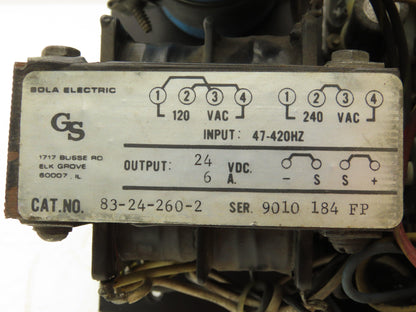 SOLA ELECTRIC
GS
1717 BUSSE RD
ELK GROVE
60007 . IL
1 2 3 4
120 VAC
1 2 3 4
240 VAC
INPUT: 47-420HZ
OUTPUT: 24 VDC.
6 A.
- S S +
CAT.NO. 83-24-260-2 SER. 9010 184 FP